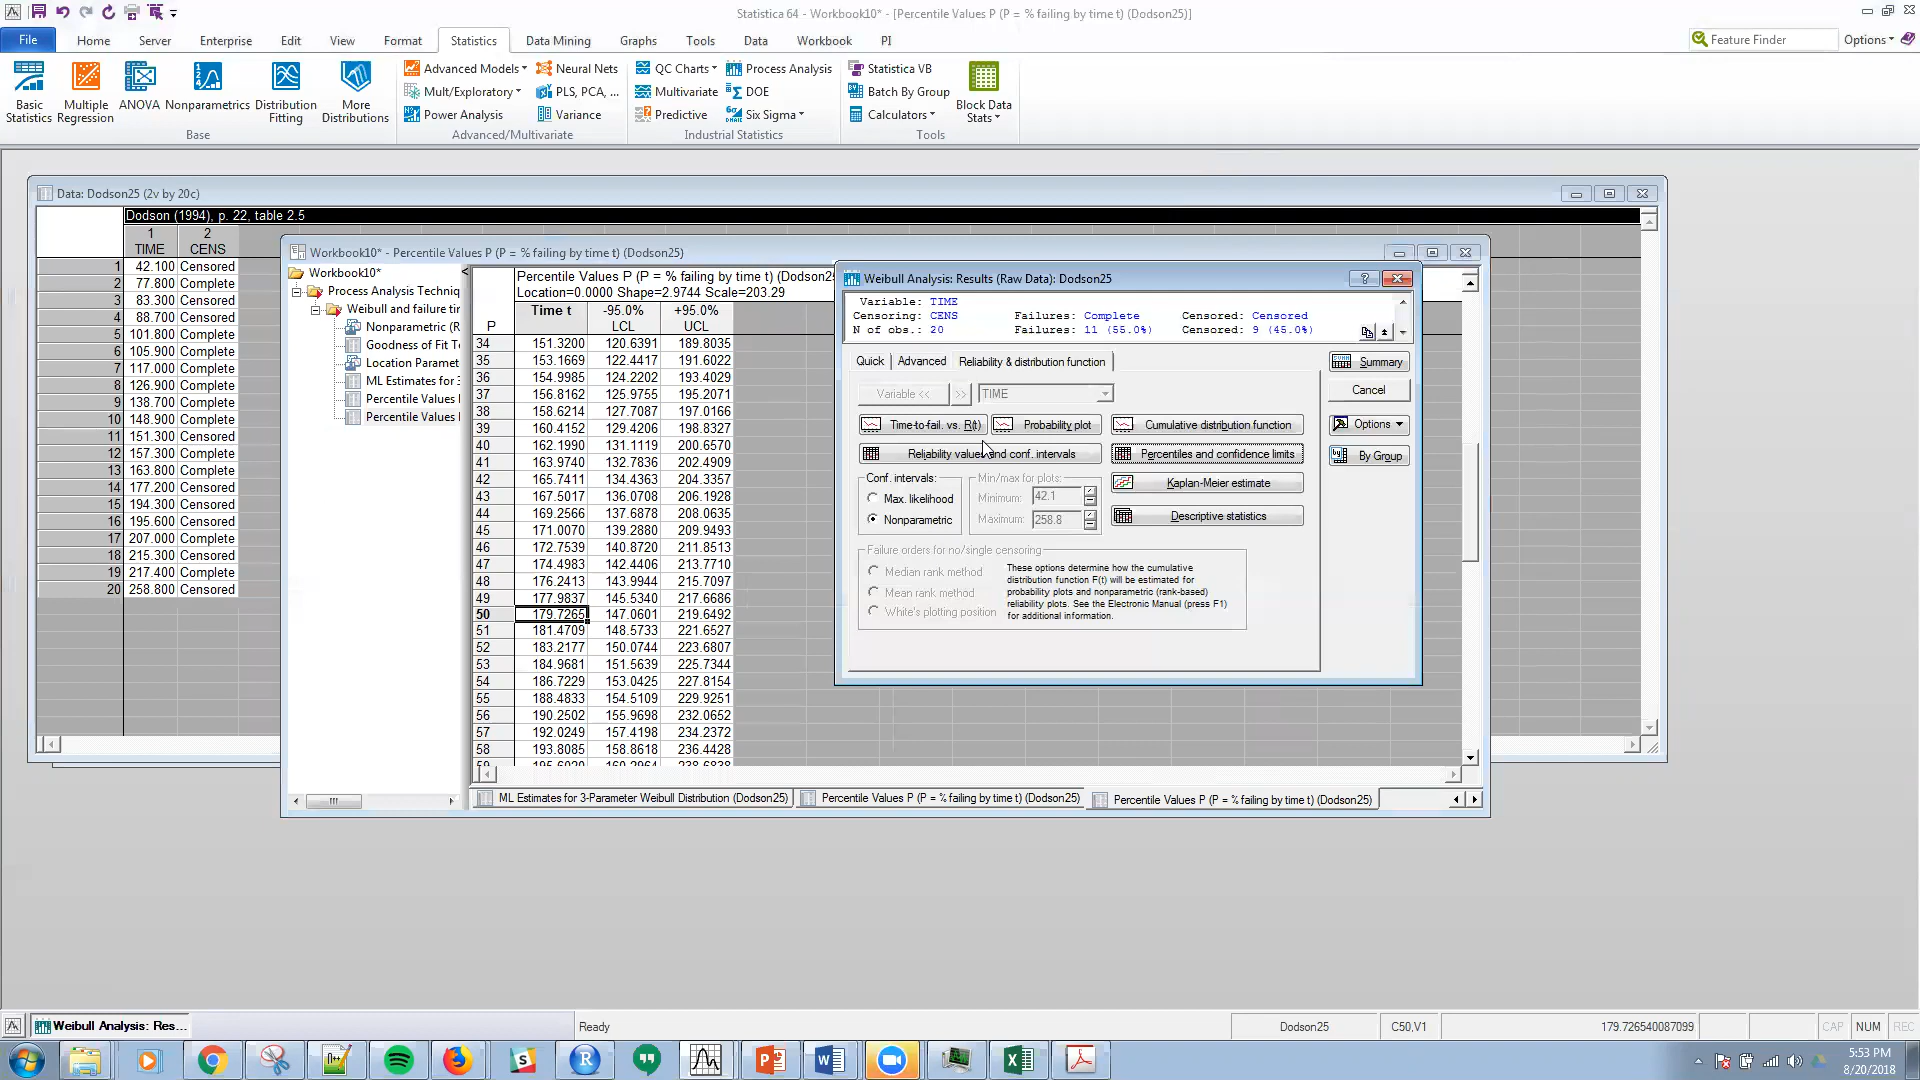 Statistica 64 - Workbook10* - [Percentile Values P (P = % failing by time t) (Dodson25)]
File Home Server Enterprise Edit View Format Statistics Data Mining Graphs Tools Data Workbook PI Feature Finder Options
Advanced Models Neural Nets QC Charts Process Analysis Statistica VB
Mult/Exploratory PLS, PCA, ... Multivariate DOE Batch By Group
Power Analysis Variance Predictive Six Sigma Calculators
Basic Statistics Multiple Regression ANOVA Nonparametrics Distribution Fitting More Distributions Block Data Stats
Base Advanced/Multivariate Industrial Statistics Tools
Data: Dodson25 (2v by 20c)
Dodson (1994), p. 22, table 2.5
1 2
TIME CENS
1 42.100 Censored
2 77.800 Complete
3 83.300 Censored
4 88.700 Censored
5 101.800 Complete
6 105.900 Complete
7 117.000 Complete
8 126.900 Complete
9 138.700 Complete
10 148.900 Complete
11 151.300 Censored
12 157.300 Complete
13 163.800 Complete
14 177.200 Censored
15 194.300 Censored
16 195.600 Censored
17 207.000 Complete
18 215.300 Censored
19 217.400 Complete
20 258.800 Censored
Workbook10* - Percentile Values P (P = % failing by time t) (Dodson25)
Workbook10*
Process Analysis Techniq
Weibull and failure tin
Nonparametric (R
Goodness of Fit T
Location Paramet
ML Estimates for 3
Percentile Values
Percentile Values
Percentile Values P (P = % failing by time t) (Dodson25
Location=0.0000 Shape=2.9744 Scale=203.29
P Time t -95.0% LCL +95.0% UCL
34 151.3200 120.6391 189.8035
35 153.1669 122.4417 191.6022
36 154.9985 124.2202 193.4029
37 156.8162 125.9755 195.2071
38 158.6214 127.7087 197.0166
39 160.4152 129.4206 198.8327
40 162.1990 131.1119 200.6570
41 163.9740 132.7836 202.4909
42 165.7411 134.4363 204.3357
43 167.5017 136.0708 206.1928
44 169.2566 137.6878 208.0635
45 171.0070 139.2880 209.9493
46 172.7539 140.8720 211.8513
47 174.4983 142.4406 213.7710
48 176.2413 143.9944 215.7097
49 177.9837 145.5340 217.6686
50 179.7265 147.0601 219.6492
51 181.4709 148.5733 221.6527
52 183.2177 150.0744 223.6807
53 184.9681 151.5639 225.7344
54 186.7229 153.0425 227.8154
55 188.4833 154.5109 229.9251
56 190.2502 155.9698 232.0652
57 192.0249 157.4198 234.2372
58 193.8085 158.8618 236.4428
59 195.6020 160.2964 238.6838
ML Estimates for 3-Parameter Weibull Distribution (Dodson25) Percentile Values P (P = % failing by time t) (Dodson25) Percentile Values P (P = % failing by time t) (Dodson25)
Weibull Analysis: Results (Raw Data): Dodson25
Variable: TIME
Censoring: CENS Failures: Complete Censored: Censored
N of obs.: 20 Failures: 11 (55.0%) Censored: 9 (45.0%)
Quick Advanced Reliability & distribution function
Summary
Cancel
Options
By Group
Variable << >> TIME
Time-to-fail. vs. R(t) Probability plot Cumulative distribution function
Reliability values and conf. intervals Percentiles and confidence limits
Conf. intervals: Min/max for plots: Kaplan-Meier estimate
Max. likelihood Minimum: 42.1
Nonparametric Maximum: 258.8 Descriptive statistics
Failure orders for no/single censoring
Median rank method
Mean rank method
White's plotting position
These options determine how the cumulative
distribution function F(t) will be estimated for
probability plots and nonparametric (rank-based)
reliability plots. See the Electronic Manual (press F1)
for additional information.
Weibull Analysis: Res... Ready Dodson25 C50,V1 179.726540087099 CAP NUM REC
5:53 PM
8/20/2018